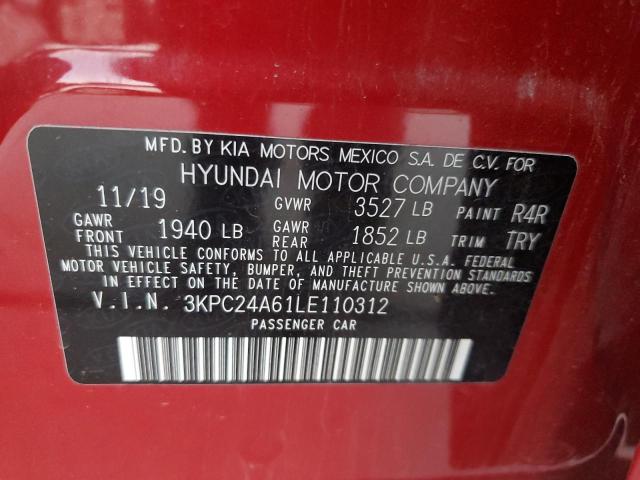 MFD. BY KIA MOTORS MEXICO S.A. DE C.V. FOR
HYUNDAI MOTOR COMPANY
11/19 GVWR 3527 LB PAINT R4R
GAWR FRONT 1940 LB GAWR REAR 1852 LB TRIM TRY
THIS VEHICLE CONFORMS TO ALL APPLICABLE U.S.A. FEDERAL
MOTOR VEHICLE SAFETY, BUMPER, AND THEFT PREVENTION STANDARDS
IN EFFECT ON THE DATE OF MANUFACTURE SHOWN ABOVE.
V.I.N. 3KPC24A61LE110312
PASSENGER CAR